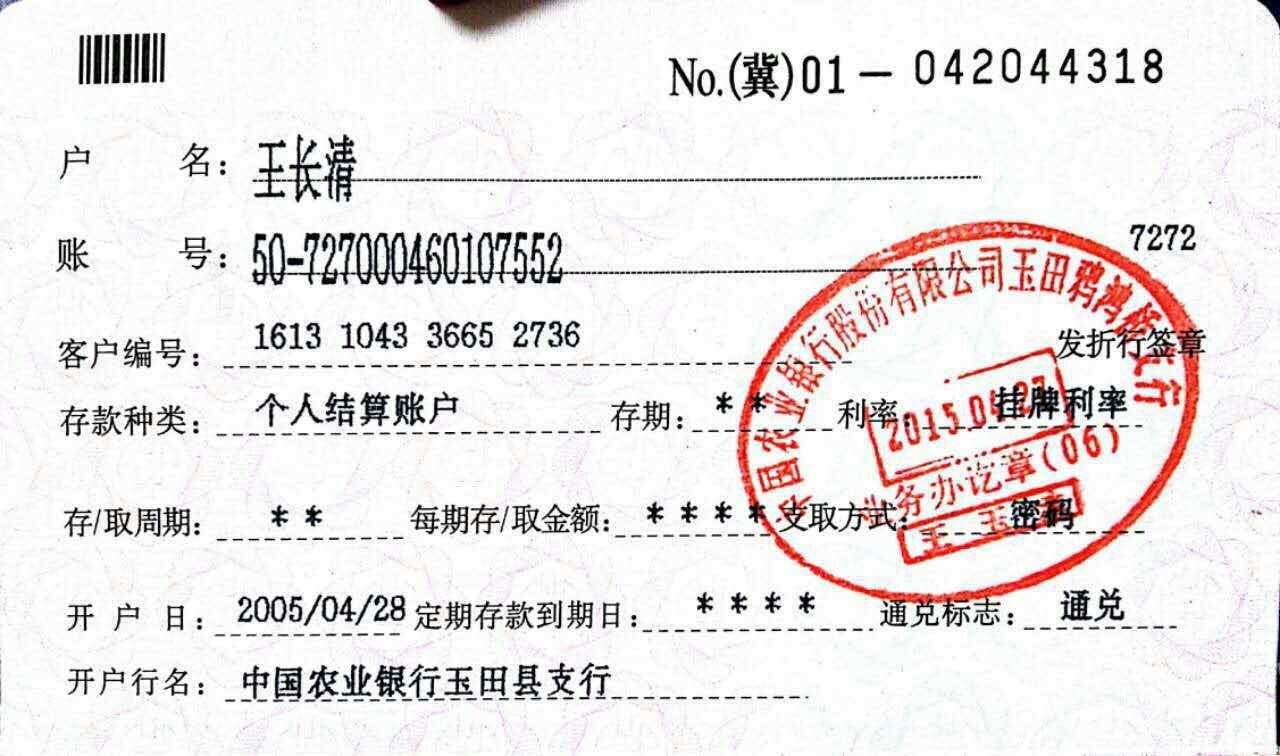 No.(冀)01－042044318
户 名：王长清
账 号：50-727000460107552
7272
客户编号：1613 1043 3665 2736
发折行签章
存款种类：个人结算账户 存期：** 利率：挂牌利率
存/取周期：** 每期存/取金额：**** 支取方式：密码
开 户 日：2005/04/28 定期存款到期日：**** 通兑标志：通兑
开户行名：中国农业银行玉田县支行
中国农业银行股份有限公司玉田鸦鸿桥支行
2015.04.27
业务办讫章(06)
王玉